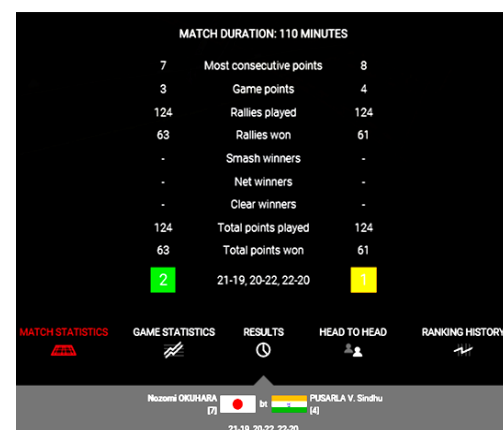 MATCH DURATION: 110 MINUTES
7 Most consecutive points 8
3 Game points 4
124 Rallies played 124
63 Rallies won 61
- Smash winners -
- Net winners -
- Clear winners -
124 Total points played 124
63 Total points won 61
2 21-19, 20-22, 22-20 1
MATCH STATISTICS GAME STATISTICS RESULTS HEAD TO HEAD RANKING HISTORY
Nozomi OKUHARA bt PUSARLA V. Sindhu
[7] [4]
21-19, 20-22, 22-20